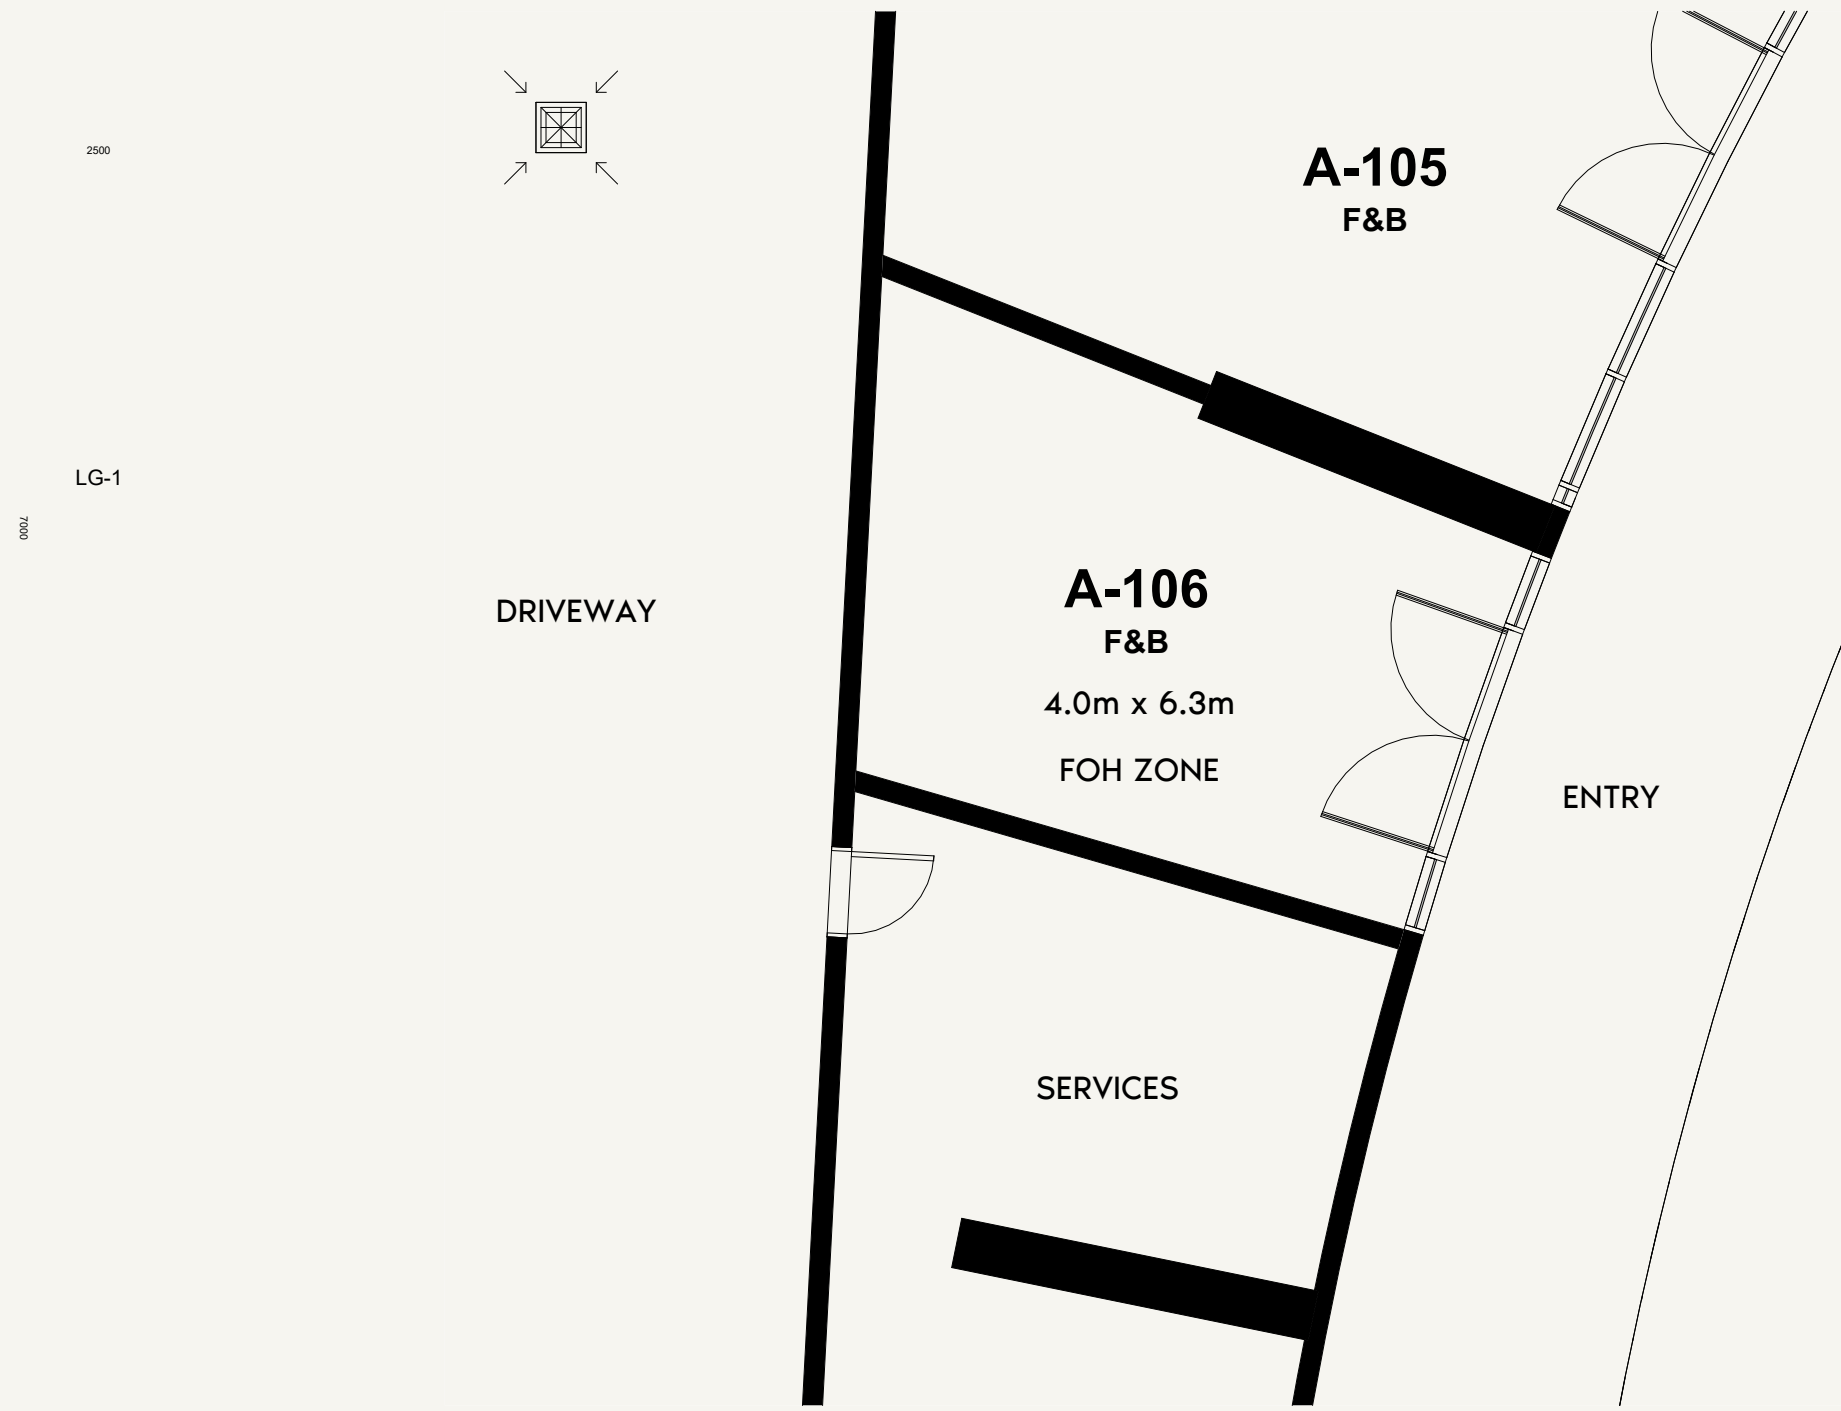 2500
A-105
F&B
LG-1
7000
DRIVEWAY
A-106
F&B
4.0m x 6.3m
FOH ZONE
ENTRY
SERVICES